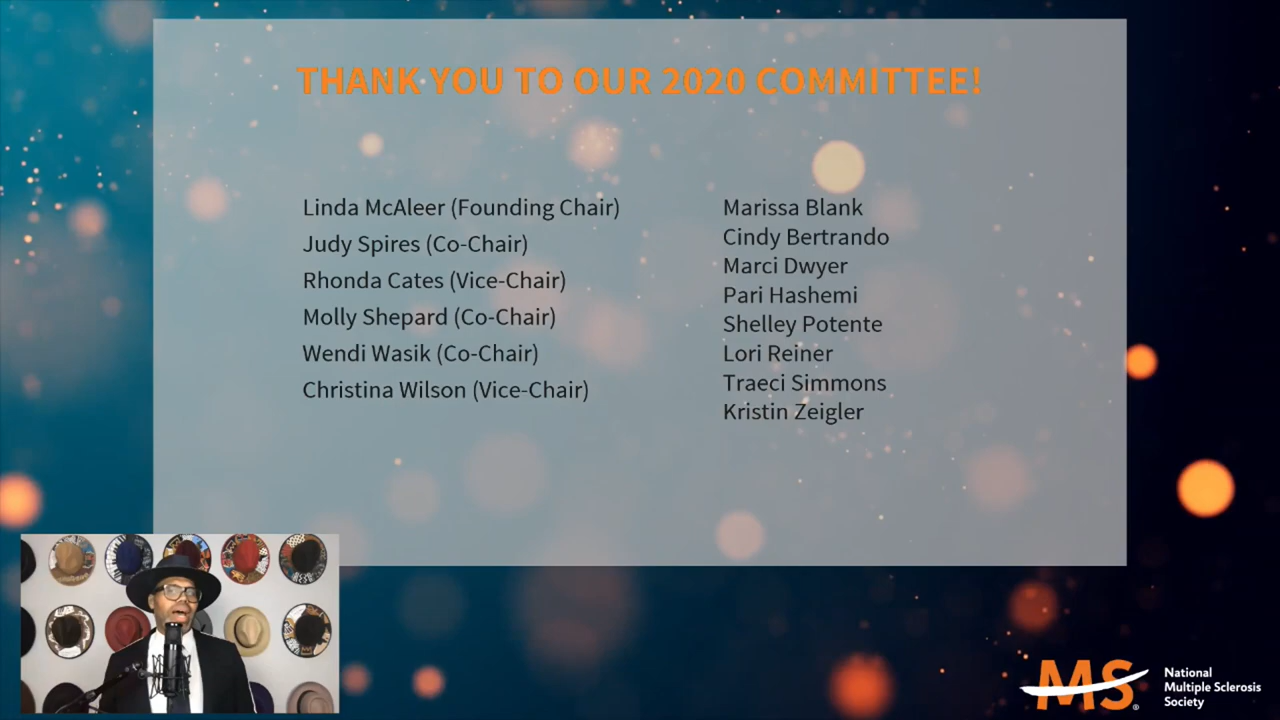 THANK YOU TO OUR 2020 COMMITTEE!
Linda McAleer (Founding Chair)
Judy Spires (Co-Chair)
Rhonda Cates (Vice-Chair)
Molly Shepard (Co-Chair)
Wendi Wasik (Co-Chair)
Christina Wilson (Vice-Chair)
Marissa Blank
Cindy Bertrando
Marci Dwyer
Pari Hashemi
Shelley Potente
Lori Reiner
Traeci Simmons
Kristin Zeigler
MS®
National
Multiple Sclerosis
Society